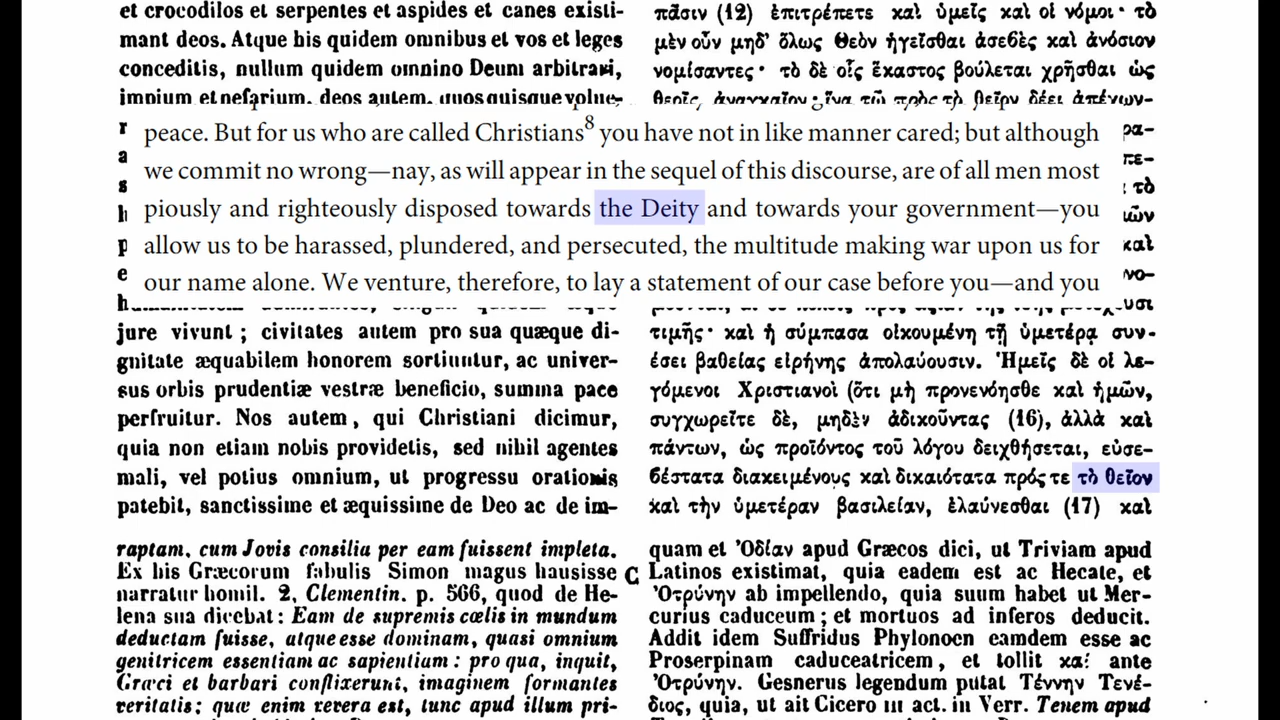 et crocodilos et serpentes et aspides et canes existi-
mant deos. Atque his quidem omnibus et vos et leges
conceditis, nullum quidem omnino Deum arbitrari,
impium et nefarium, deos autem, quos quisque volue-
πᾶσιν (12) ἐπιτρέπετε καὶ ὑμεῖς καὶ οἱ νόμοι· τὸ
μὲν οὖν μηδ' ὅλως Θεὸν ἡγεῖσθαι ἀσεβὲς καὶ ἀνόσιον
νομίσαντες· τὸ δὲ οἷς ἕκαστος βούλεται χρῆσθαι ὡς
θεοῖς, ἀναγκαῖον· ἵνα τῷ πρὸς τὸ θεῖον δέει ἀπέχων-
peace. But for us who are called Christians8 you have not in like manner cared; but although
we commit no wrong—nay, as will appear in the sequel of this discourse, are of all men most
piously and righteously disposed towards the Deity and towards your government—you
allow us to be harassed, plundered, and persecuted, the multitude making war upon us for
our name alone. We venture, therefore, to lay a statement of our case before you—and you
jure vivunt ; civitates autem pro sua quæque di-
gnitate æquabilem honorem sortiuntur, ac univer-
sus orbis prudentiæ vestræ beneficio, summa pace
perfruitur. Nos autem, qui Christiani dicimur,
quia non etiam nobis providetis, sed nihil agentes
mali, vel potius omnium, ut progressu orationis
patebit, sanctissime et æquissime de Deo ac de im-
τιμῆς· καὶ ἡ σύμπασα οἰκουμένη τῇ ὑμετέρᾳ συν-
έσει βαθείας εἰρήνης ἀπολαύουσιν. Ἡμεῖς δὲ οἱ λε-
γόμενοι Χριστιανοὶ (ὅτι μὴ προνενόησθε καὶ ἡμῶν,
συγχωρεῖτε δὲ, μηδὲν ἀδικοῦντας (16), ἀλλὰ καὶ
πάντων, ὡς προϊόντος τοῦ λόγου δειχθήσεται, εὐσε-
βέστατα διακειμένους καὶ δικαιότατα πρός τε τὸ θεῖον
καὶ τὴν ὑμετέραν βασιλείαν, ἐλαύνεσθαι (17) καὶ
raptam, cum Jovis consilia per eam fuissent impleta.
Ex his Græcorum fabulis Simon magus hausisse
narratur homil. 2, Clementin. p. 566, quod de He-
lena sua dicebat: Eam de supremis cœlis in mundum
deductam fuisse, atque esse dominam, quasi omnium
genitricem essentiam ac sapientiam : pro qua, inquit,
Græci et barbari conflixerunt, imaginem formantes
veritatis: quæ enim revera est, tunc apud illum pri-
C
quam et Ὁδίαν apud Græcos dici, ut Triviam apud
Latinos existimat, quia eadem est ac Hecate, et
Ὀτρύνην ab impellendo, quia suum habet ut Mer-
curius caduceum ; et mortuos ad inferos deducit.
Addit idem Suffridus Phylonoen eamdem esse ac
Proserpinam caduceatricem, et tollit καὶ ante
Ὀτρύνην. Gesnerus legendum putat Τέννην Τενέ-
διος, quia, ut ait Cicero in act. in Verr. Tenem apud